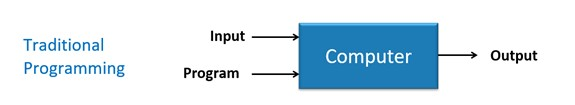 Traditional
Programming
Input
Program
Computer
Output